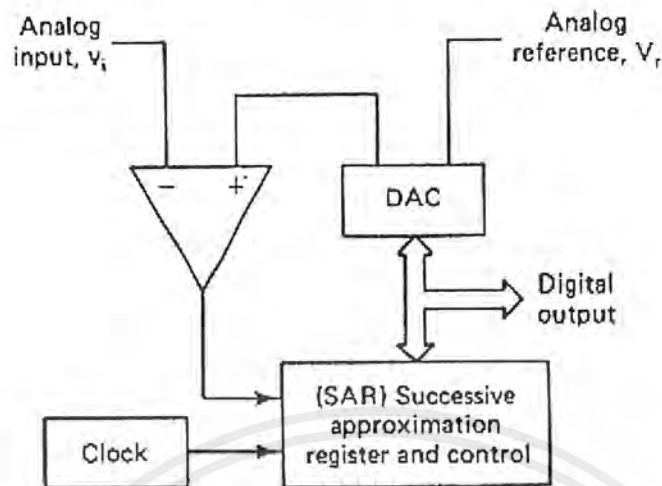 Analog
input, vi
Analog
reference, Vr
− +
DAC
Digital
output
(SAR) Successive
approximation
register and control
Clock